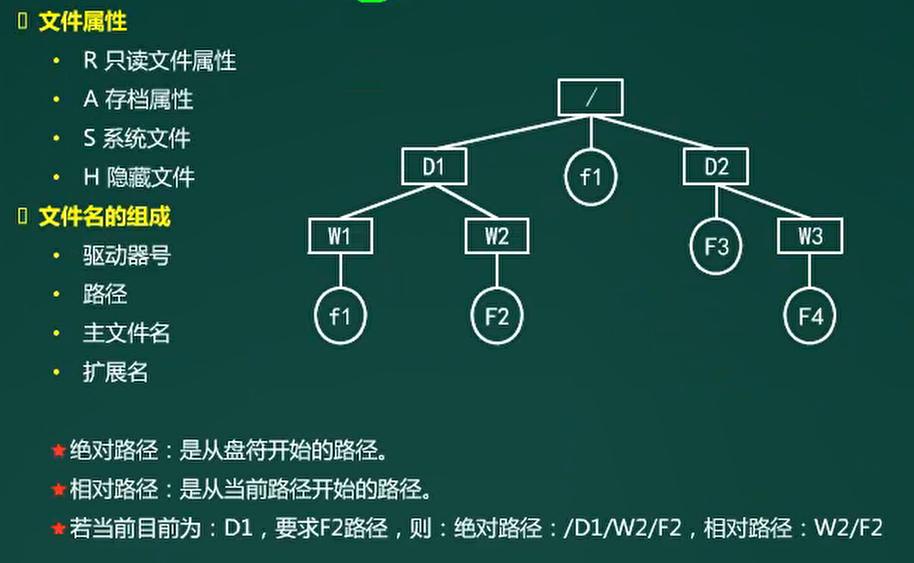 文件属性
• R 只读文件属性
• A 存档属性
• S 系统文件
• H 隐藏文件
文件名的组成
• 驱动器号
• 路径
• 主文件名
• 扩展名
/
D1
f1
D2
W1
W2
F3
W3
f1
F2
F4
★绝对路径：是从盘符开始的路径。
★相对路径：是从当前路径开始的路径。
★若当前目前为：D1，要求F2路径，则：绝对路径：/D1/W2/F2，相对路径：W2/F2